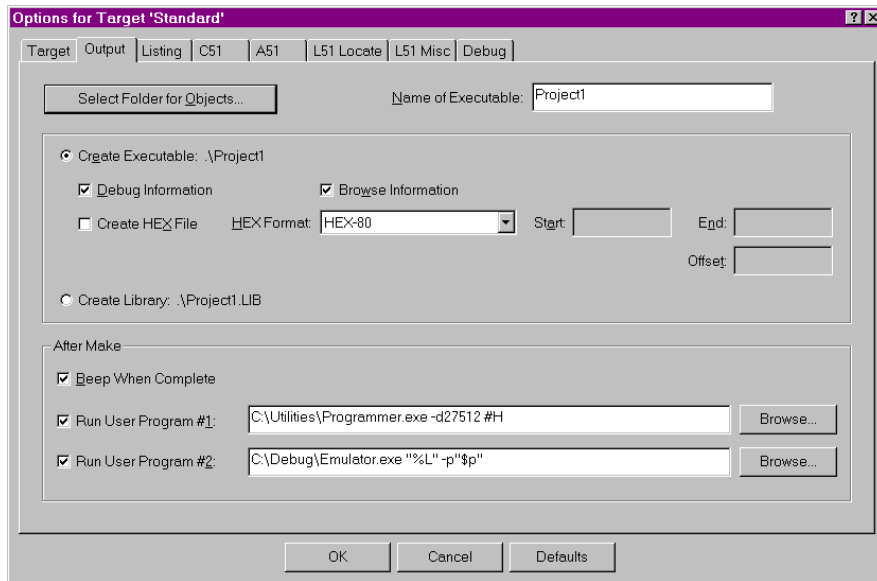 Options for Target 'Standard'
Target Output Listing C51 A51 L51 Locate L51 Misc Debug
Select Folder for Objects... Name of Executable: Project1
Create Executable: .\Project1
Debug Information Browse Information
Create HEX File HEX Format: HEX-80 Start: End:
Offset:
Create Library: .\Project1.LIB
After Make
Beep When Complete
Run User Program #1: C:\Utilities\Programmer.exe -d27512 #H Browse...
Run User Program #2: C:\Debug\Emulator.exe "%L" -p"$p" Browse...
OK Cancel Defaults